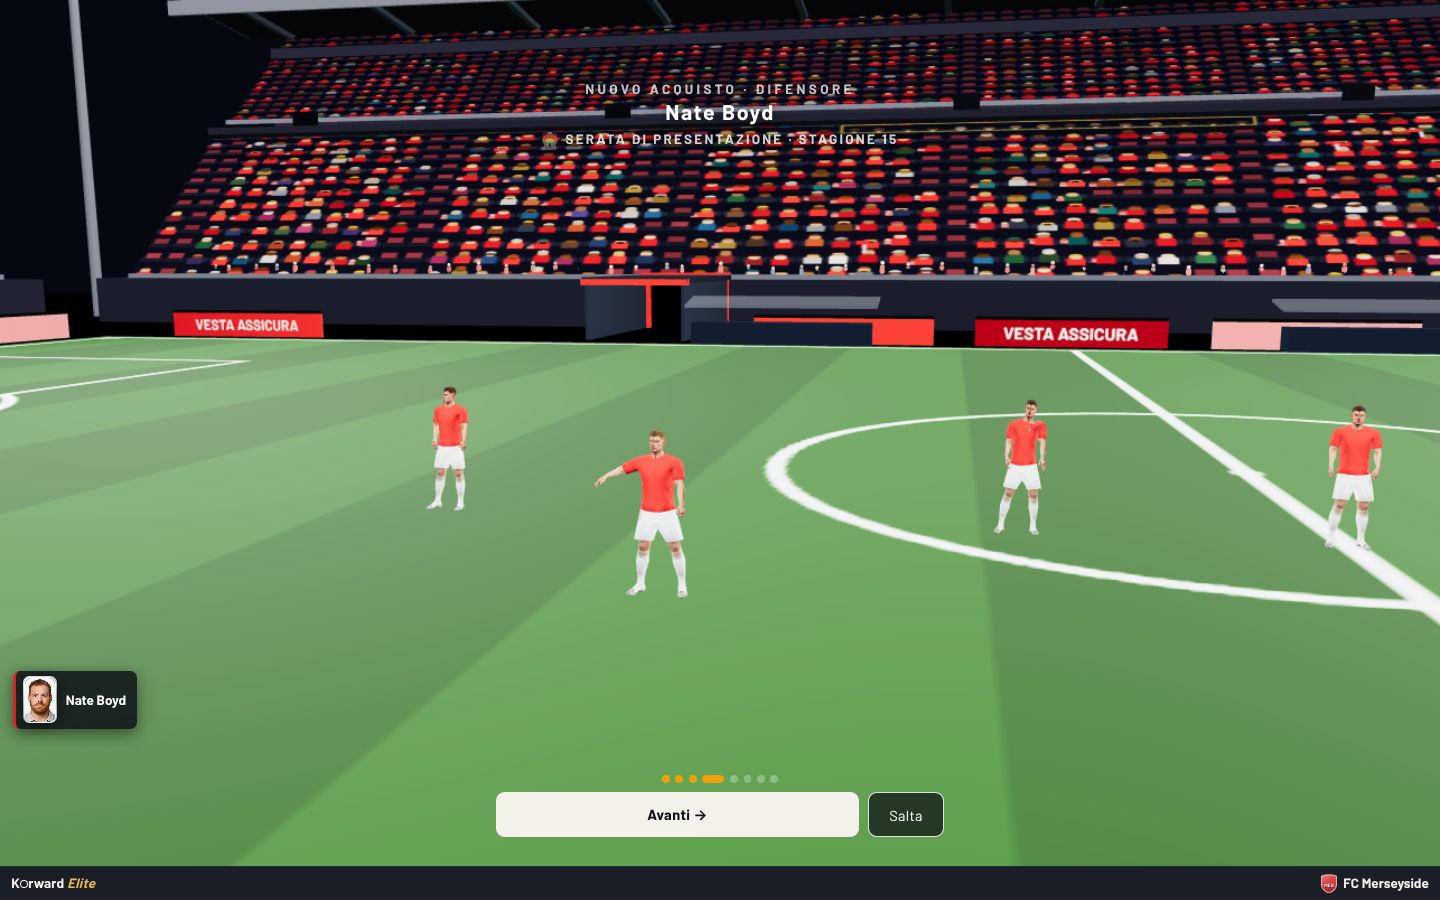 NUOVO ACQUISTO · DIFENSORE
Nate Boyd
SERATA DI PRESENTAZIONE · STAGIONE 15
VESTA ASSICURA
VESTA ASSICURA
Nate Boyd
Avanti →
Salta
Korward Elite
FC Merseyside